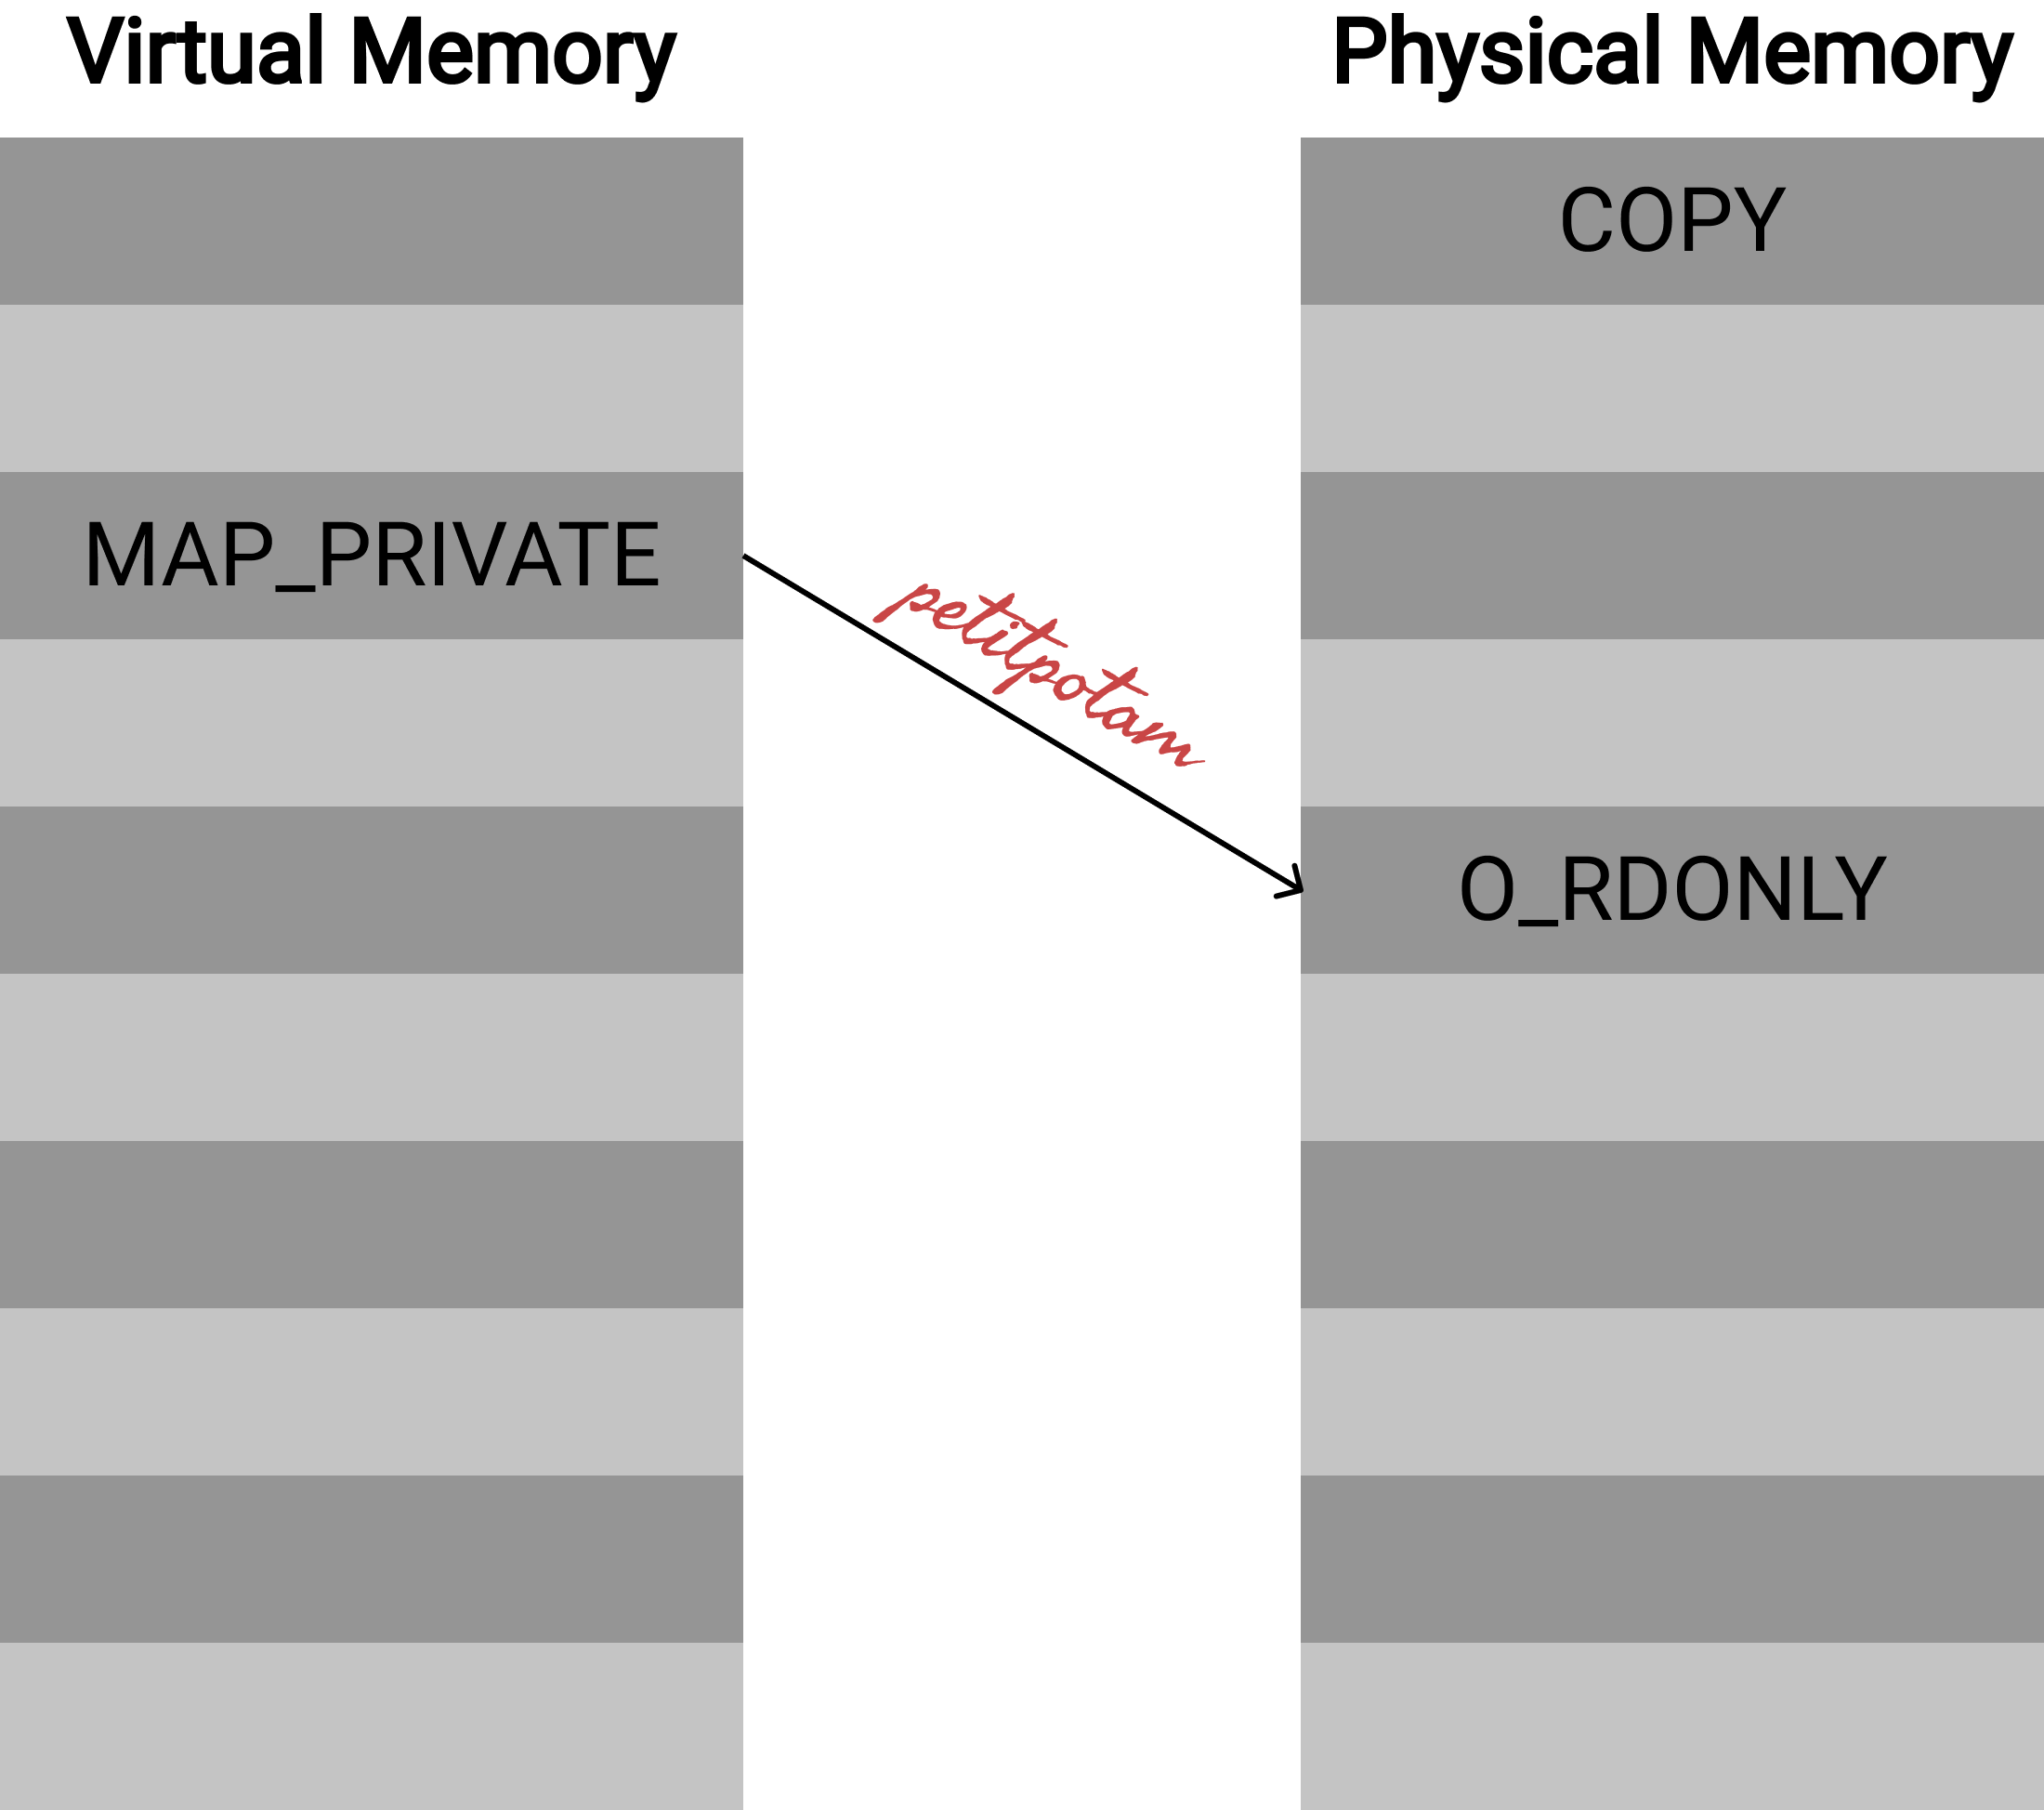 Virtual Memory
Physical Memory
COPY
MAP_PRIVATE
petitpotam
O_RDONLY